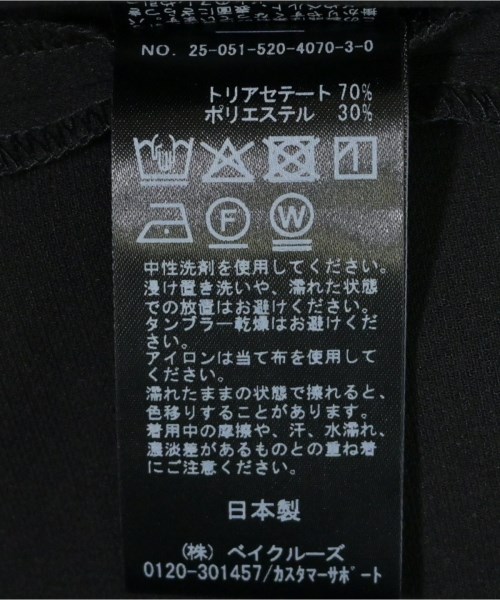 NO. 25-051-520-4070-3-0
トリアセテート 70%
ポリエステル 30%
F
W
中性洗剤を使用してください。
浸け置き洗いや、濡れた状態
での放置はお避けください。
タンブラー乾燥はお避けくだ
さい。
アイロンは当て布を使用して
ください。
濡れたままの状態で擦れると、
色移りすることがあります。
着用中の摩擦や、汗、水濡れ、
濃淡差があるものとの重ね着
にご注意ください。
日本製
(株) ベイクルーズ
0120-301457/カスタマーサポート